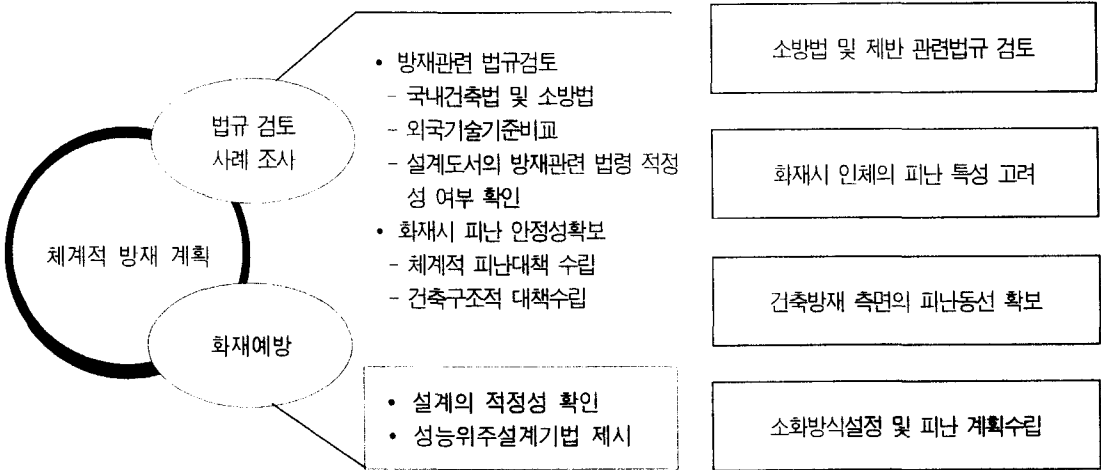 체계적 방재 계획
법규 검토
사례 조사
화재예방
• 방재관련 법규검토
- 국내건축법 및 소방법
- 외국기술기준비교
- 설계도서의 방재관련 법령 적정
성 여부 확인
• 화재시 피난 안정성확보
- 체계적 피난대책 수립
- 건축구조적 대책수립
• 설계의 적정성 확인
• 성능위주설계기법 제시
소방법 및 제반 관련법규 검토
화재시 인체의 피난 특성 고려
건축방재 측면의 피난동선 확보
소화방식설정 및 피난 계획수립